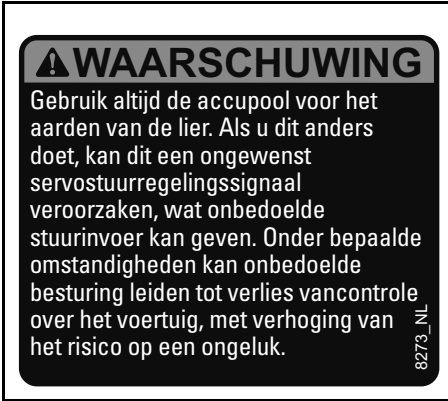 WAARSCHUWING
Gebruik altijd de accupool voor het
aarden van de lier. Als u dit anders
doet, kan dit een ongewenst
servostuurregelingssignaal
veroorzaken, wat onbedoelde
stuurinvoer kan geven. Onder bepaalde
omstandigheden kan onbedoelde
besturing leiden tot verlies vancontrole
over het voertuig, met verhoging van
het risico op een ongeluk.
8273_NL